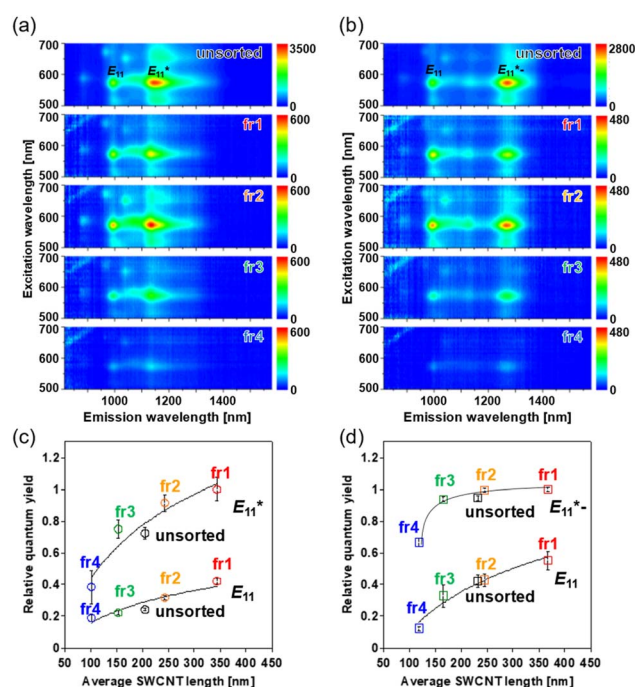 (a)
(b)
700
unsorted
3500
700
unsorted
2800
E11
E11*
E11
E11*-
600
600
500
0
500
0
700
fr1
600
700
fr1
480
600
600
500
0
500
0
700
fr2
600
700
fr2
480
600
600
500
0
500
0
700
fr3
600
700
fr3
480
600
600
500
0
500
0
700
fr4
600
700
fr4
480
600
600
500
0
500
0
Excitation wavelength [nm]
Excitation wavelength [nm]
1000 1200 1400
1000 1200 1400
Emission wavelength [nm]
Emission wavelength [nm]
(c)
(d)
1.2
1
0.8
0.6
0.4
0.2
0
Relative quantum yield
fr1
fr2
E11*
fr3
unsorted
fr4
fr1
E11
fr2
fr4
fr3
unsorted
50 100 150 200 250 300 350 400 450
Average SWCNT length [nm]
1.2
1
0.8
0.6
0.4
0.2
0
Relative quantum yield
fr2
fr1
fr3
E11*-
unsorted
fr4
fr1
E11
fr3
fr2
unsorted
fr4
50 100 150 200 250 300 350 400 450
Average SWCNT length [nm]